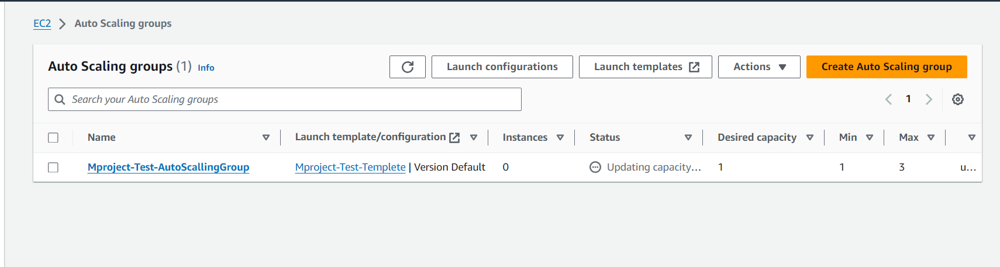 EC2 > Auto Scaling groups
Auto Scaling groups (1) Info
Launch configurations
Launch templates
Actions
Create Auto Scaling group
Search your Auto Scaling groups
1
Name Launch template/configuration Instances Status Desired capacity Min Max
Mproject-Test-AutoScallingGroup Mproject-Test-Templete | Version Default 0 Updating capacity... 1 1 3 u...